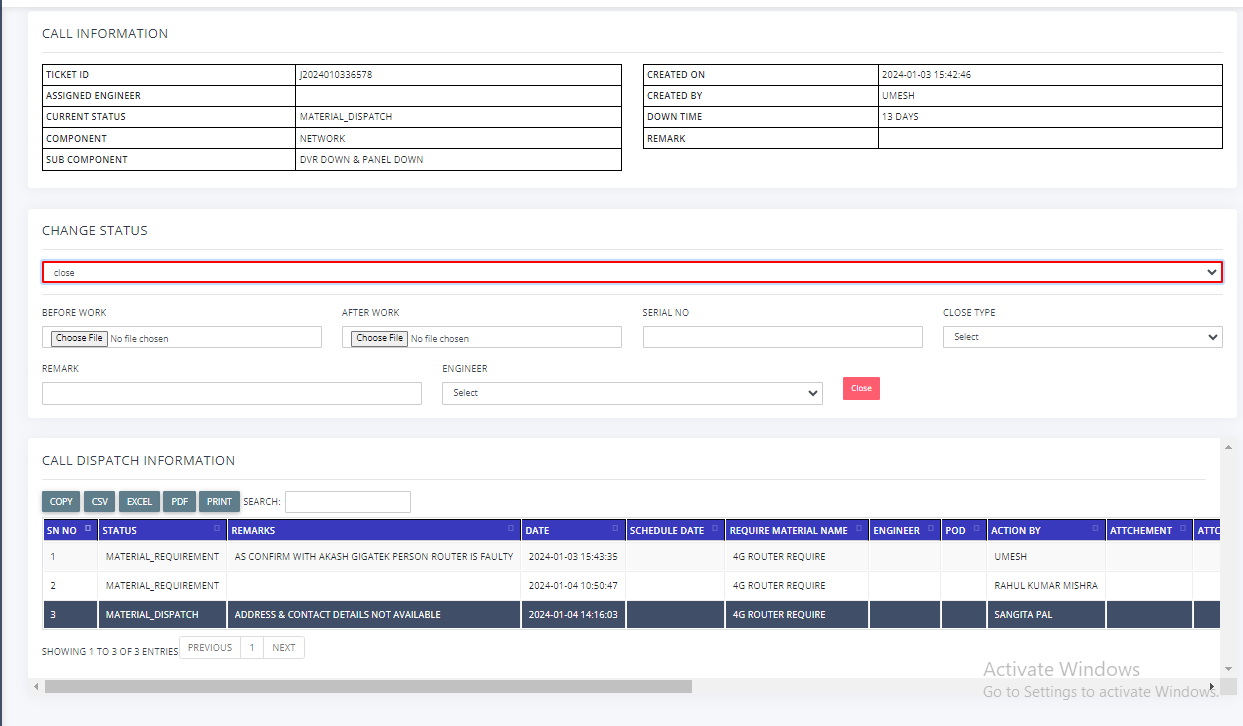 CALL INFORMATION
TICKET ID J2024010336578
ASSIGNED ENGINEER
CURRENT STATUS MATERIAL_DISPATCH
COMPONENT NETWORK
SUB COMPONENT DVR DOWN & PANEL DOWN
CREATED ON 2024-01-03 15:42:46
CREATED BY UMESH
DOWN TIME 13 DAYS
REMARK
CHANGE STATUS
close
BEFORE WORK AFTER WORK SERIAL NO CLOSE TYPE
Choose File No file chosen Choose File No file chosen Select
REMARK ENGINEER
Select Close
CALL DISPATCH INFORMATION
COPY CSV EXCEL PDF PRINT SEARCH:
SN NO STATUS REMARKS DATE SCHEDULE DATE REQUIRE MATERIAL NAME ENGINEER POD ACTION BY ATTCHEMENT ATTC
1 MATERIAL_REQUIREMENT AS CONFIRM WITH AKASH GIGATEK PERSON ROUTER IS FAULTY 2024-01-03 15:43:35 4G ROUTER REQUIRE UMESH
2 MATERIAL_REQUIREMENT 2024-01-04 10:50:47 4G ROUTER REQUIRE RAHUL KUMAR MISHRA
3 MATERIAL_DISPATCH ADDRESS & CONTACT DETAILS NOT AVAILABLE 2024-01-04 14:16:03 4G ROUTER REQUIRE SANGITA PAL
SHOWING 1 TO 3 OF 3 ENTRIES PREVIOUS 1 NEXT
Activate Windows
Go to Settings to activate Windows.